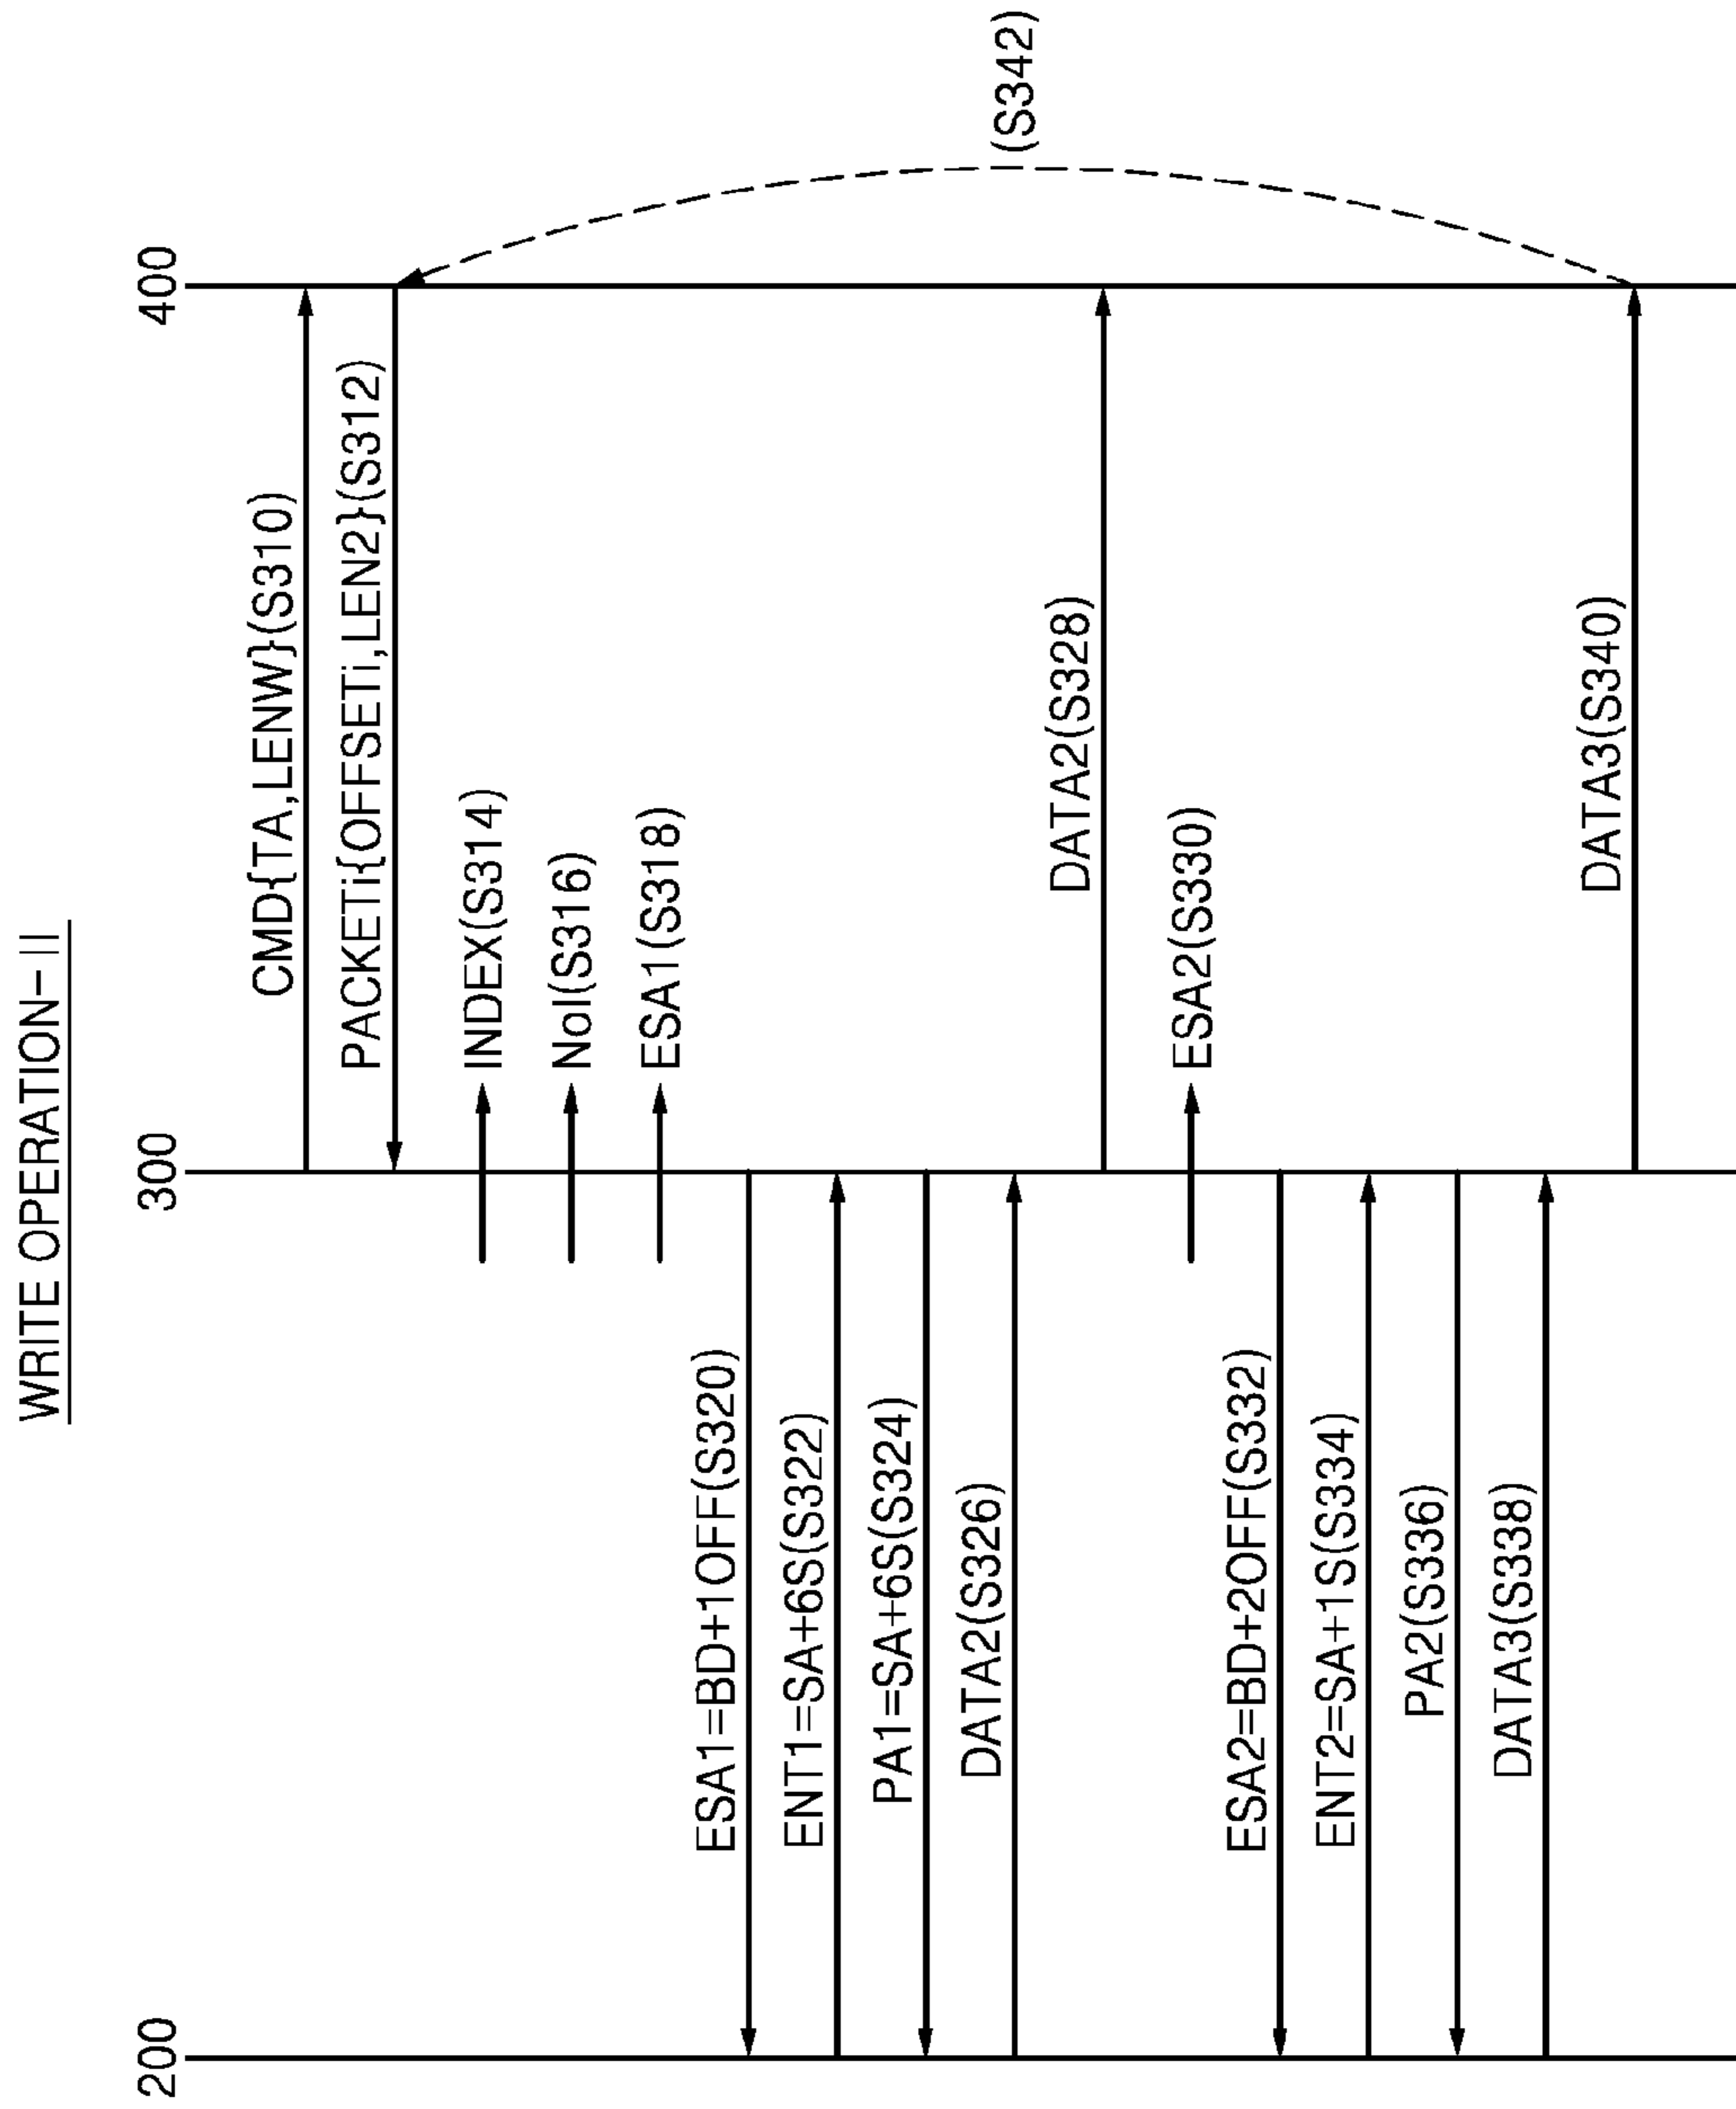 WRITE OPERATION-II
200
300
400
CMD{TA,LENW}(S310)
PACKETi{OFFSETi,LEN2}(S312)
INDEX(S314)
NoI(S316)
ESA1(S318)
ESA1=BD+1OFF(S320)
ENT1=SA+6S(S322)
PA1=SA+6S(S324)
DATA2(S326)
DATA2(S328)
ESA2(S330)
ESA2=BD+2OFF(S332)
ENT2=SA+1S(S334)
PA2(S336)
DATA3(S338)
DATA3(S340)
(S342)